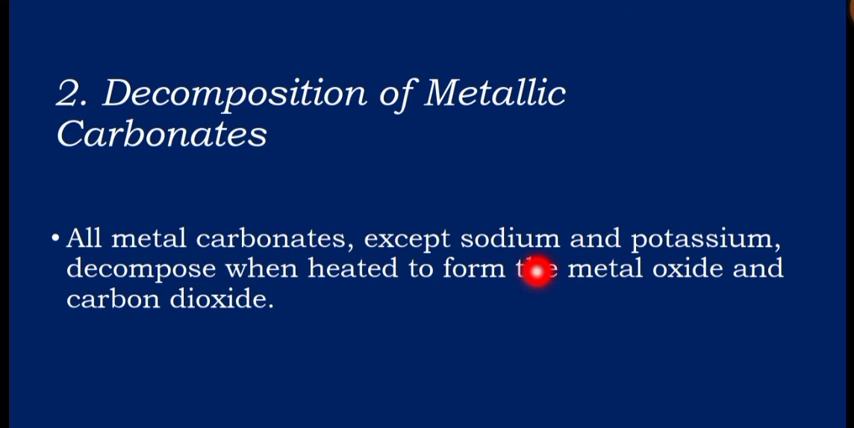 2. Decomposition of Metallic
Carbonates
• All metal carbonates, except sodium and potassium,
decompose when heated to form the metal oxide and
carbon dioxide.